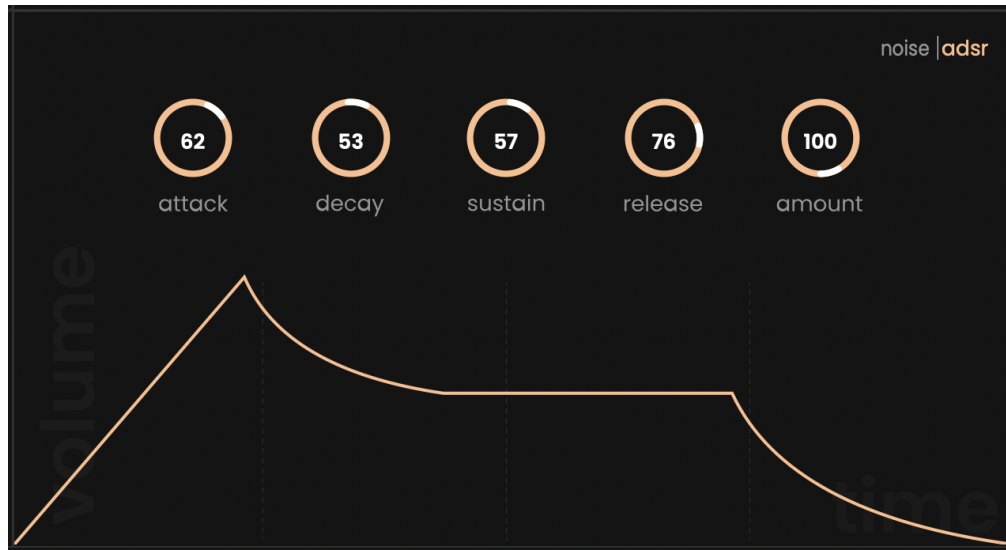 noise |adsr
62 53 57 76 100
attack decay sustain release amount
volume
time